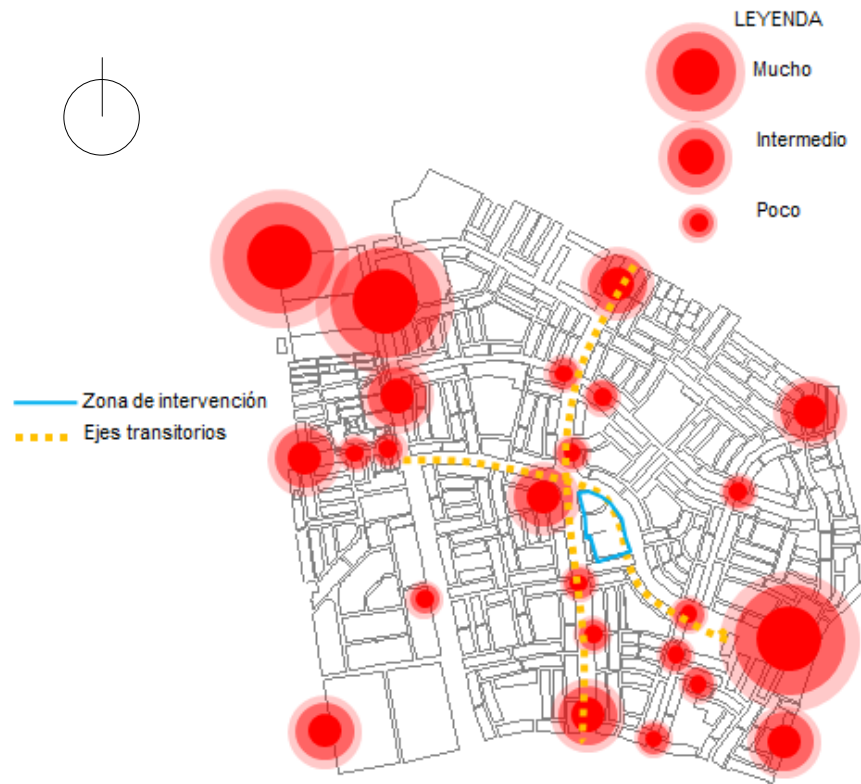 LEYENDA
Mucho
Intermedio
Poco
Zona de intervención
Ejes transitorios